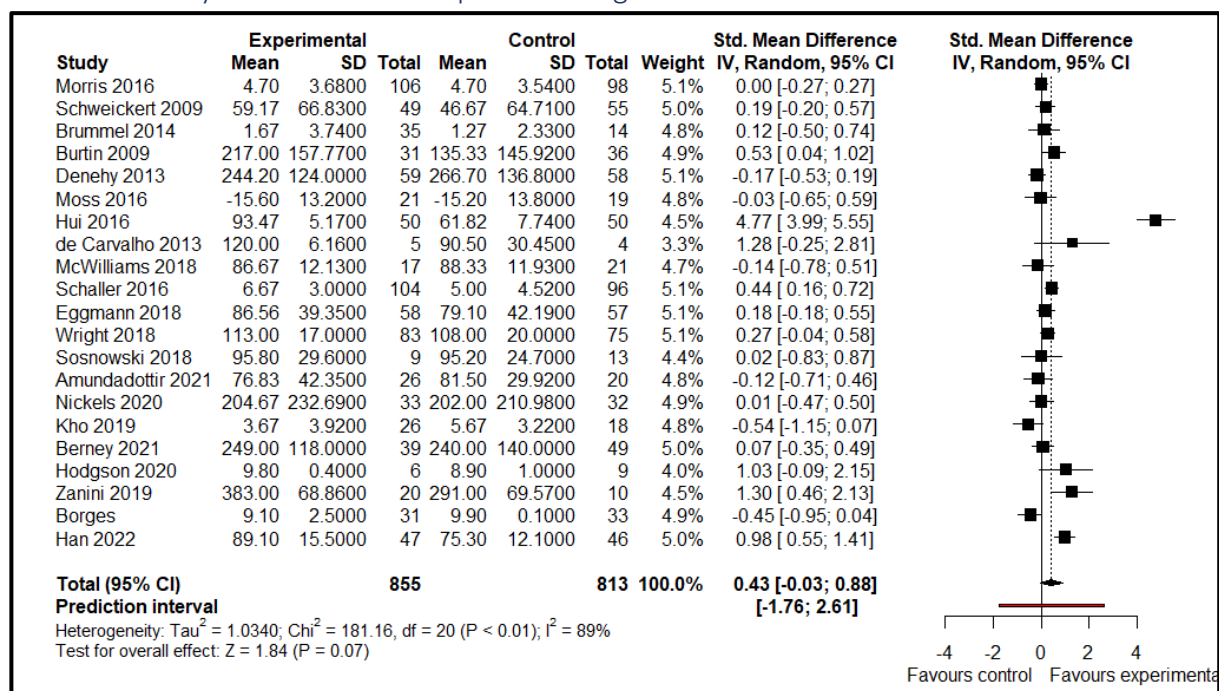 Experimental Control Std. Mean Difference Std. Mean Difference
Study Mean SD Total Mean SD Total Weight IV, Random, 95% CI IV, Random, 95% CI
Morris 2016 4.70 3.6800 106 4.70 3.5400 98 5.1% 0.00 [-0.27; 0.27]
Schweickert 2009 59.17 66.8300 49 46.67 64.7100 55 5.1% 0.19 [-0.20; 0.57]
Brummel 2014 1.67 3.7400 35 1.27 2.3300 14 4.8% 0.12 [-0.50; 0.74]
Burtin 2009 217.00 157.7700 31 135.33 145.9200 36 4.9% 0.53 [ 0.04; 1.02]
Denehy 2013 244.20 124.0000 59 266.70 136.8000 58 5.1% -0.17 [-0.53; 0.19]
Moss 2016 -15.60 13.2000 21 -15.20 13.8000 19 4.8% -0.03 [-0.65; 0.59]
Hui 2016 93.47 5.1700 50 61.82 7.7400 50 4.5% 4.77 [ 3.99; 5.55]
de Carvalho 2013 120.00 6.1600 5 90.50 30.4500 4 3.3% 1.28 [-0.25; 2.81]
McWilliams 2018 86.67 12.1300 17 88.33 11.9300 21 4.7% -0.14 [-0.78; 0.51]
Schaller 2016 6.67 3.0000 104 5.00 4.5200 96 5.1% 0.44 [ 0.16; 0.72]
Eggmann 2018 86.56 39.3500 58 79.10 42.1900 57 5.1% 0.18 [-0.18; 0.55]
Wright 2018 113.00 17.0000 83 108.00 20.0000 75 5.1% 0.27 [-0.04; 0.58]
Sosnowski 2018 95.80 29.6000 9 95.20 24.7000 13 4.4% 0.02 [-0.83; 0.87]
Amundadottir 2021 76.83 42.3500 26 81.50 29.9200 20 4.8% -0.12 [-0.71; 0.46]
Nickels 2020 204.67 232.6900 33 202.00 210.9800 32 4.9% 0.01 [-0.47; 0.50]
Kho 2019 3.67 3.9200 26 5.67 3.2200 18 4.8% -0.54 [-1.15; 0.07]
Berney 2021 249.00 118.0000 39 240.00 140.0000 49 5.0% 0.07 [-0.35; 0.49]
Hodgson 2020 9.80 0.4000 6 8.90 1.0000 9 4.0% 1.03 [-0.09; 2.15]
Zanini 2019 383.00 68.8600 20 291.00 69.5700 10 4.5% 1.30 [ 0.46; 2.13]
Borges 9.10 2.5000 31 9.90 0.1000 33 4.9% -0.45 [-0.95; 0.04]
Han 2022 89.10 15.5000 47 75.30 12.1000 46 5.0% 0.98 [ 0.55; 1.41]
Total (95% CI) 855 813 100.0% 0.43 [-0.03; 0.88]
Prediction interval [-1.76; 2.61]
Heterogeneity: Tau² = 1.0340; Chi² = 181.16, df = 20 (P < 0.01); I² = 89%
Test for overall effect: Z = 1.84 (P = 0.07)
-4 -2 0 2 4
Favours control Favours experimenta